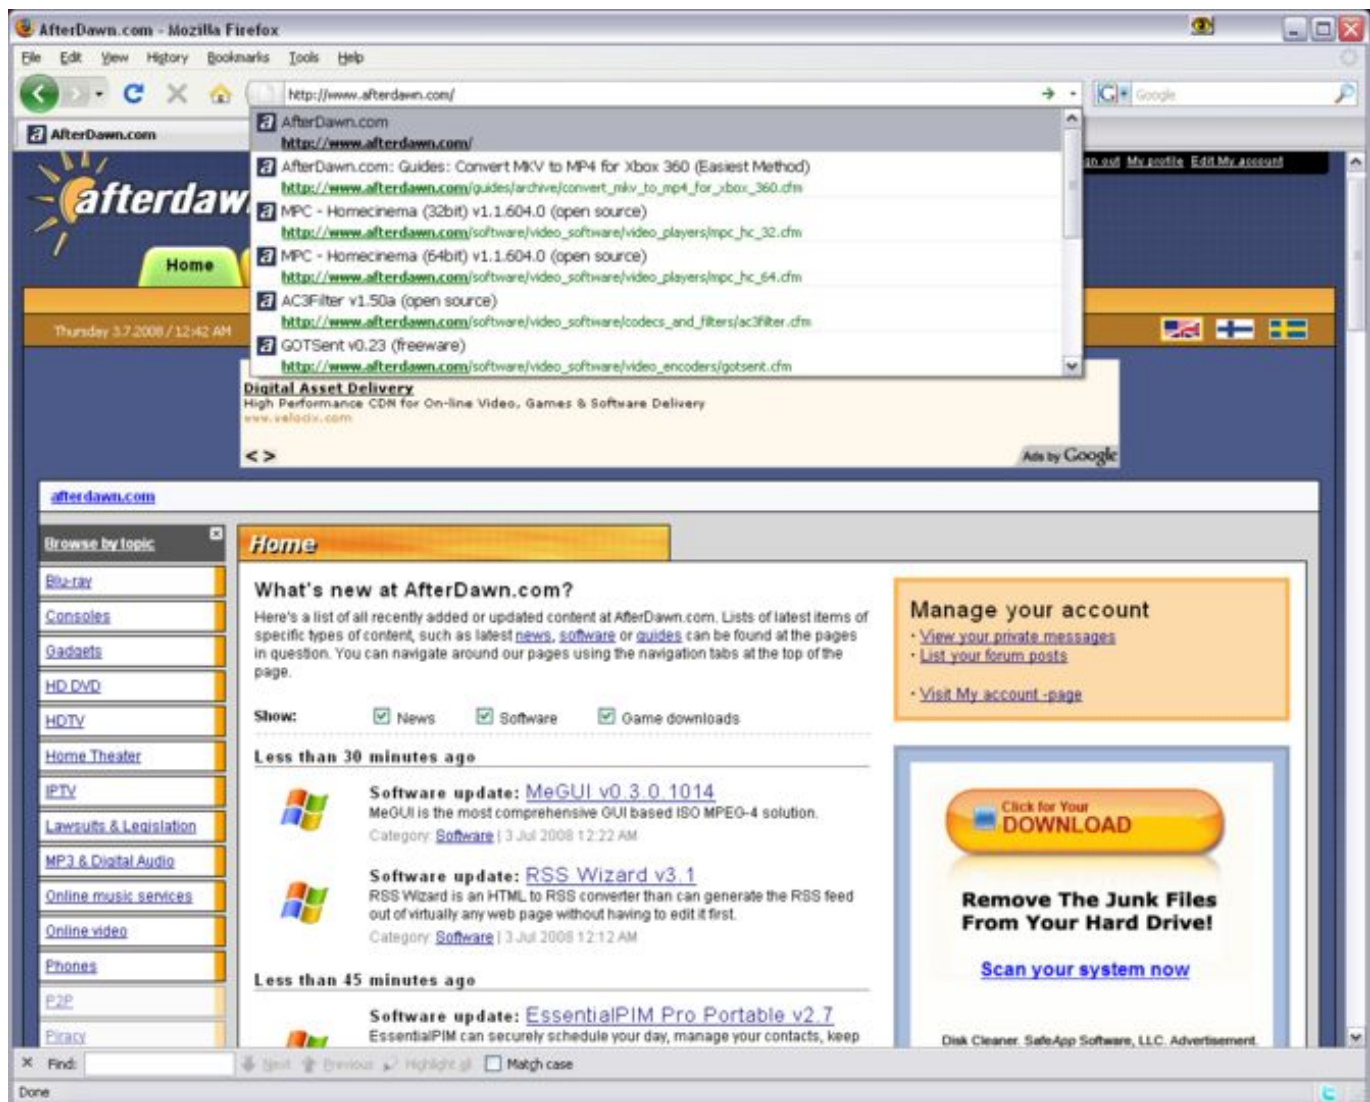 AfterDawn.com - Mozilla Firefox
File Edit View History Bookmarks Tools Help
http://www.afterdawn.com/
Google
AfterDawn.com
AfterDawn.com
http://www.afterdawn.com/
AfterDawn.com: Guides: Convert MKV to MP4 for Xbox 360 (Easiest Method)
http://www.afterdawn.com/guides/archive/convert_mkv_to_mp4_for_xbox_360.cfm
MPC - Homecinema (32bit) v1.1.604.0 (open source)
http://www.afterdawn.com/software/video_software/video_players/mpc_hc_32.cfm
MPC - Homecinema (64bit) v1.1.604.0 (open source)
http://www.afterdawn.com/software/video_software/video_players/mpc_hc_64.cfm
AC3Filter v1.50a (open source)
http://www.afterdawn.com/software/video_software/codecs_and_filters/ac3filter.cfm
GOTSent v0.23 (freeware)
http://www.afterdawn.com/software/video_software/video_encoders/gotsent.cfm
out My profile Edit My account
afterdaw
Home
Thursday 3.7.2008 / 12:42 AM
Digital Asset Delivery
High Performance CDN for On-line Video, Games & Software Delivery
www.velocix.com
< >
Ads by Google
afterdawn.com
Browse by topic
Blu-ray
Consoles
Gadgets
HD DVD
HDTV
Home Theater
IPTV
Lawsuits & Legislation
MP3 & Digital Audio
Online music services
Online video
Phones
P2P
Piracy
Home
What's new at AfterDawn.com?
Here's a list of all recently added or updated content at AfterDawn.com. Lists of latest items of
specific types of content, such as latest news, software or guides can be found at the pages
in question. You can navigate around our pages using the navigation tabs at the top of the
page.
Show: News Software Game downloads
Less than 30 minutes ago
Software update: MeGUI v0.3.0.1014
MeGUI is the most comprehensive GUI based ISO MPEG-4 solution.
Category: Software | 3 Jul 2008 12:22 AM
Software update: RSS Wizard v3.1
RSS Wizard is an HTML to RSS converter than can generate the RSS feed
out of virtually any web page without having to edit it first.
Category: Software | 3 Jul 2008 12:12 AM
Less than 45 minutes ago
Software update: EssentialPIM Pro Portable v2.7
EssentialPIM can securely schedule your day, manage your contacts, keep
Manage your account
· View your private messages
· List your forum posts
· Visit My account -page
Click for Your
DOWNLOAD
Remove The Junk Files
From Your Hard Drive!
Scan your system now
Disk Cleaner. SafeApp Software, LLC. Advertisement.
× Find: Next Previous Highlight all Match case
Done